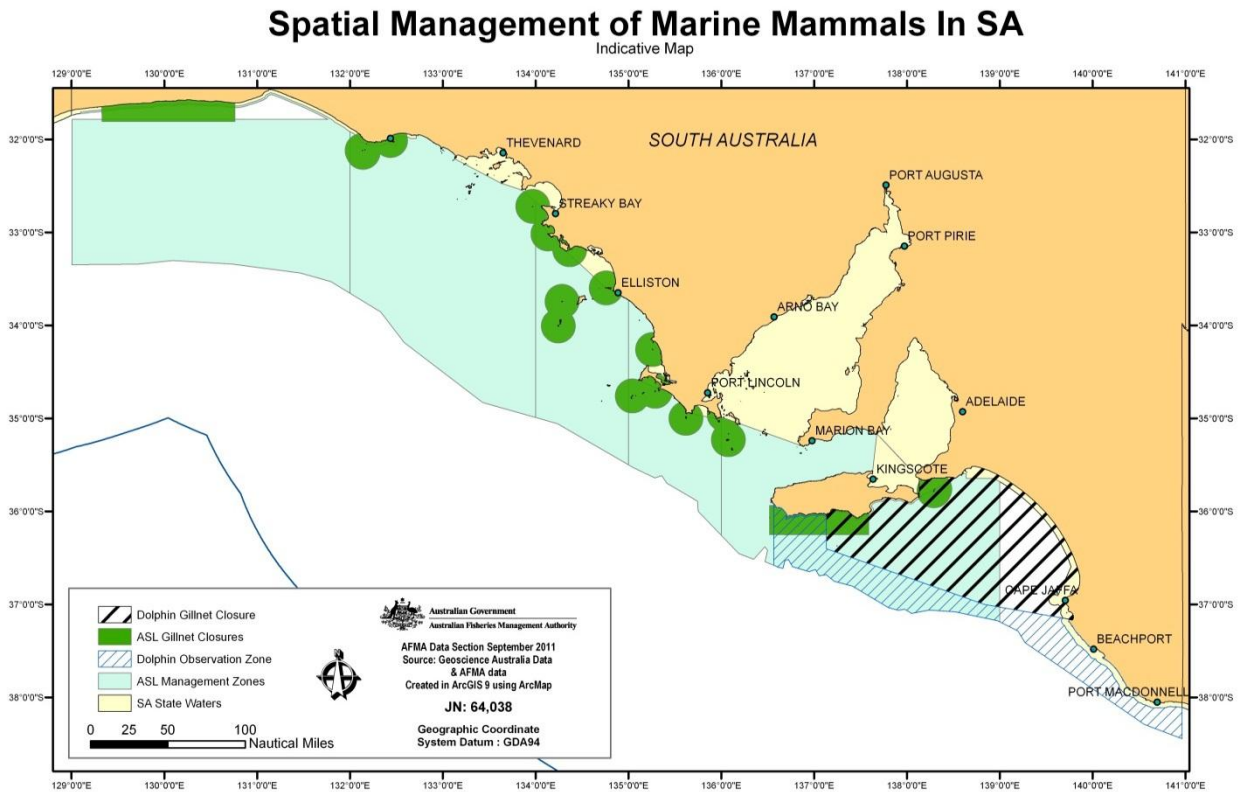 Spatial Management of Marine Mammals In SA
Indicative Map
129°0'0"E 130°0'0"E 131°0'0"E 132°0'0"E 133°0'0"E 134°0'0"E 135°0'0"E 136°0'0"E 137°0'0"E 138°0'0"E 139°0'0"E 140°0'0"E 141°0'0"E
32°0'0"S 32°0'0"S
THEVENARD
SOUTH AUSTRALIA
PORT AUGUSTA
STREAKY BAY
33°0'0"S 33°0'0"S
PORT PIRIE
ELLISTON
ARNO BAY
34°0'0"S 34°0'0"S
PORT LINCOLN
ADELAIDE
35°0'0"S 35°0'0"S
MARION BAY
KINGSCOTE
36°0'0"S 36°0'0"S
CAPE JAFFA
37°0'0"S 37°0'0"S
BEACHPORT
PORT MACDONNELL
38°0'0"S 38°0'0"S
Dolphin Gillnet Closure
ASL Gillnet Closures
Dolphin Observation Zone
ASL Management Zones
SA State Waters
0 25 50 100
Nautical Miles
Australian Government
Australian Fisheries Management Authority
AFMA Data Section September 2011
Source: Geoscience Australia Data
& AFMA data
Created in ArcGIS 9 using ArcMap
JN: 64,038
Geographic Coordinate
System Datum : GDA94
129°0'0"E 130°0'0"E 131°0'0"E 132°0'0"E 133°0'0"E 134°0'0"E 135°0'0"E 136°0'0"E 137°0'0"E 138°0'0"E 139°0'0"E 140°0'0"E 141°0'0"E